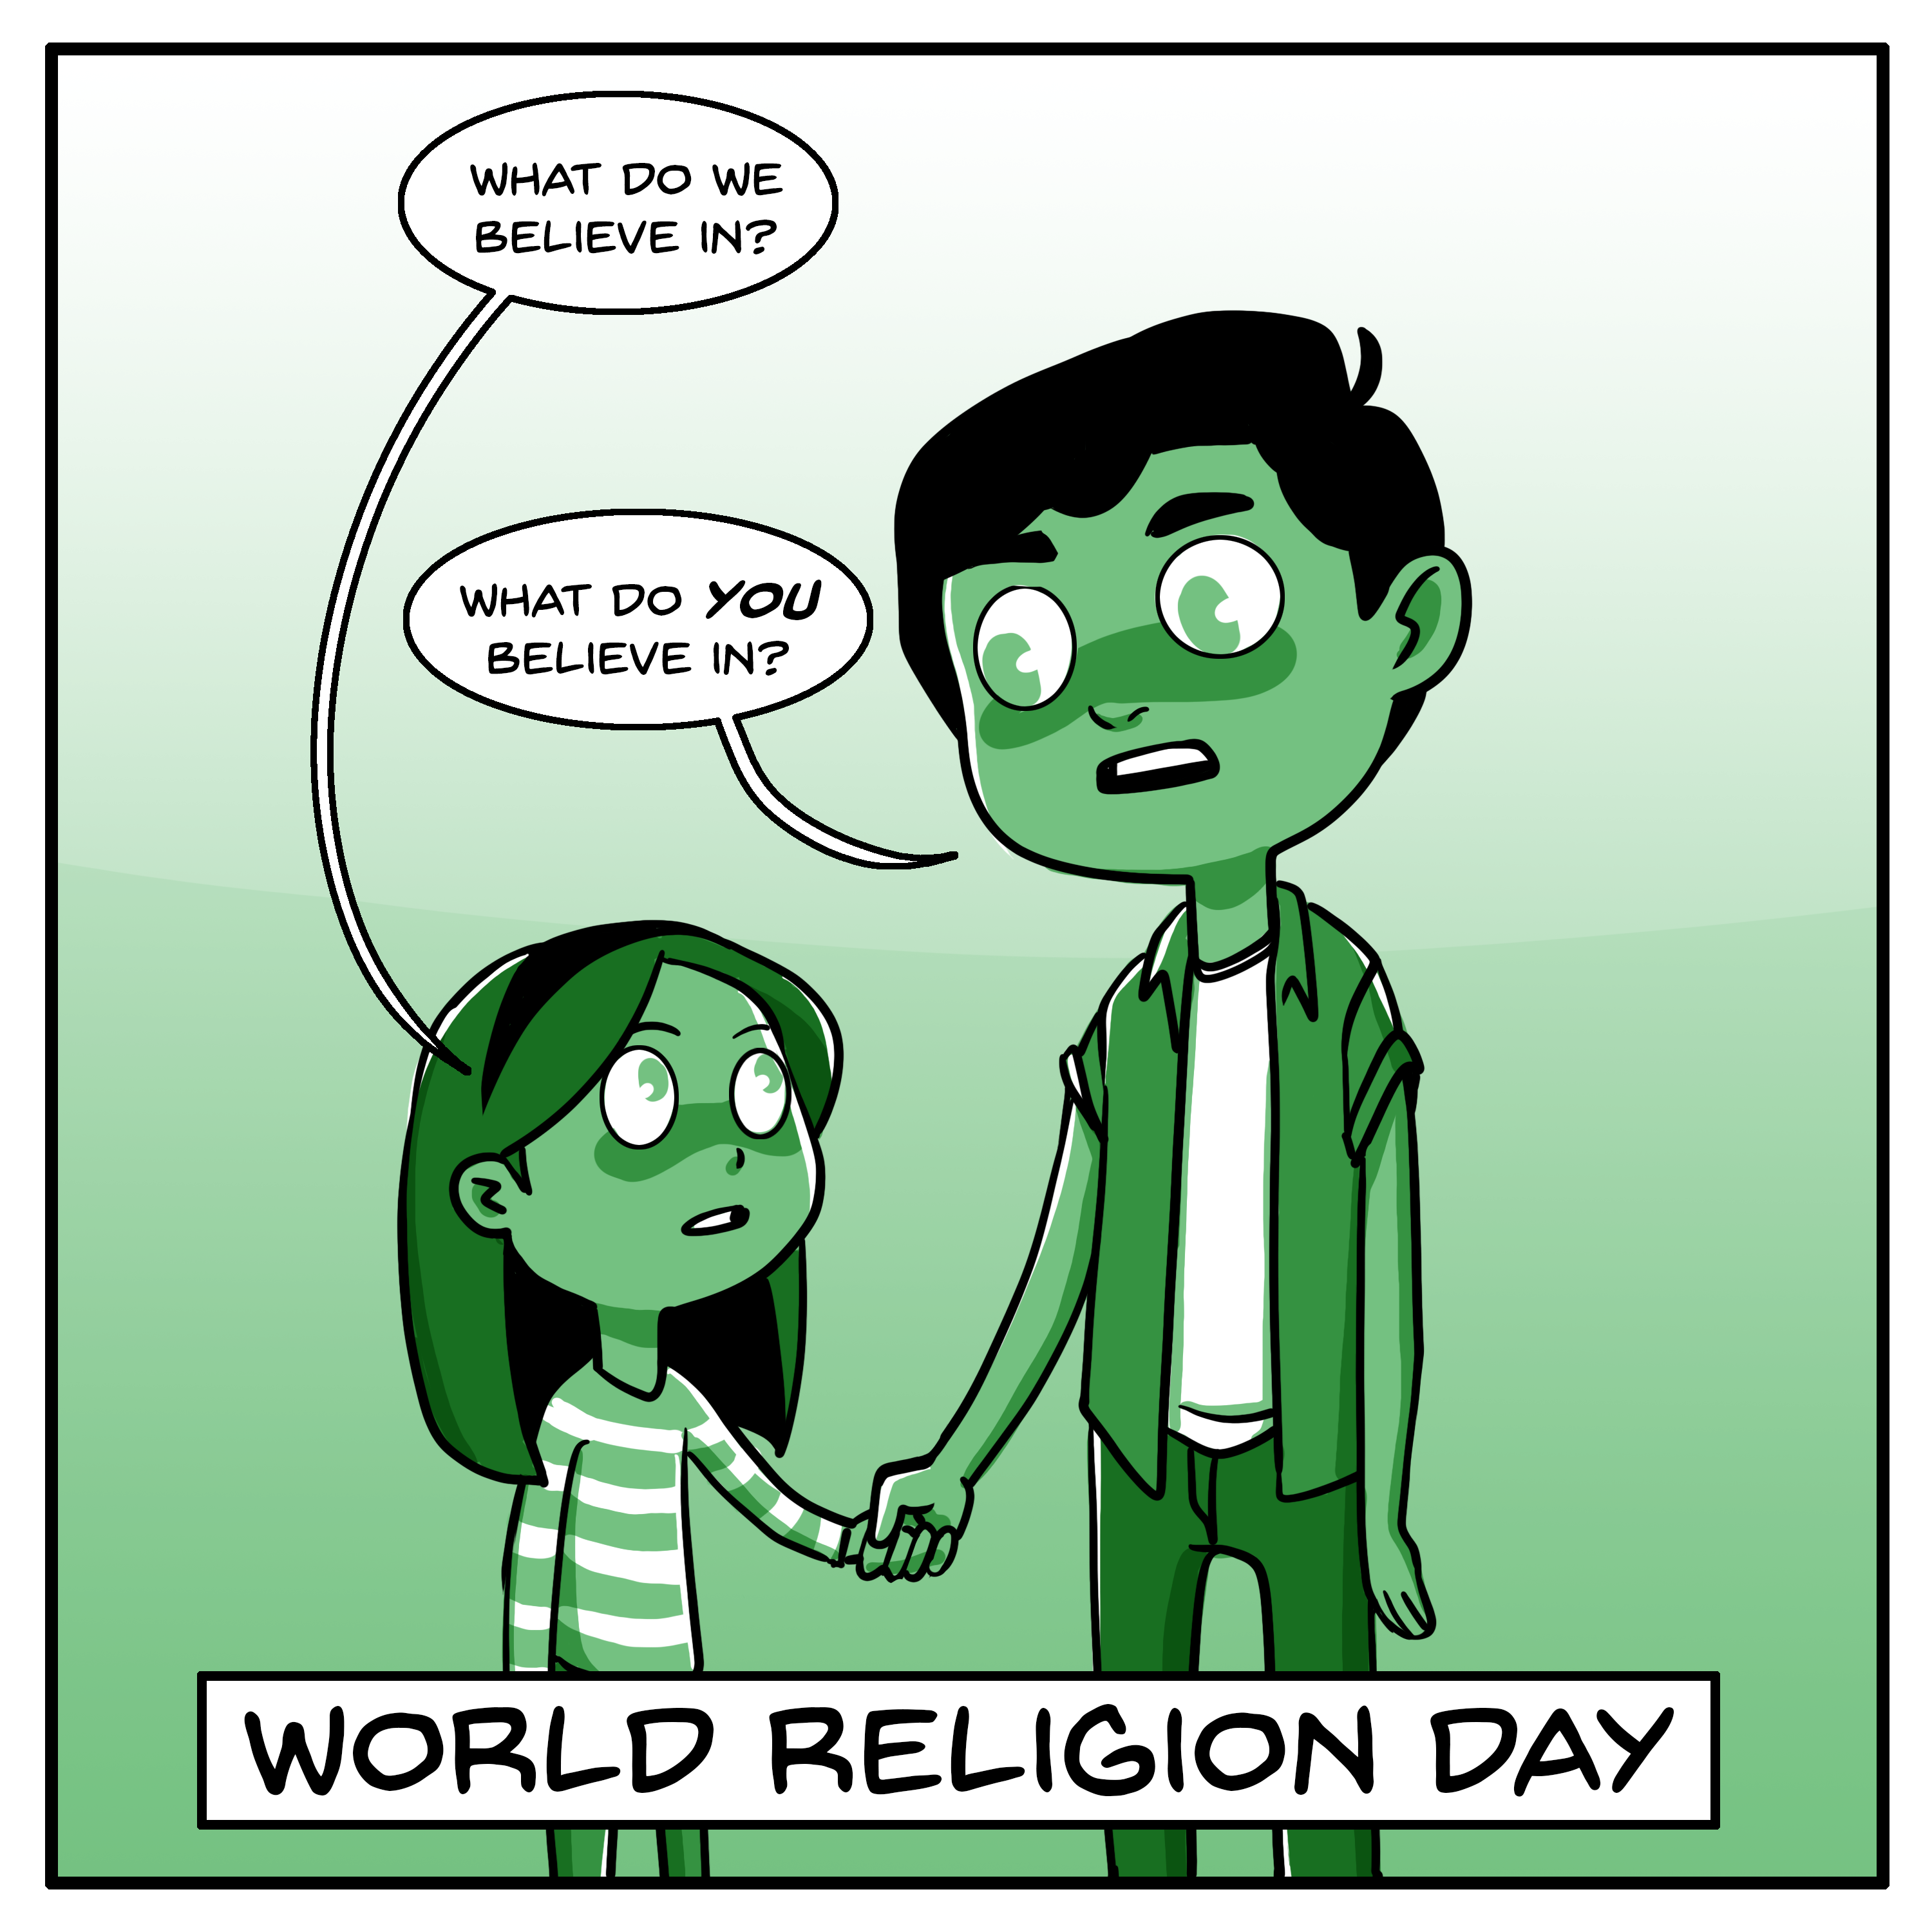 WHAT DO WE
BELIEVE IN?
WHAT DO YOU
BELIEVE IN?
WORLD RELIGION DAY